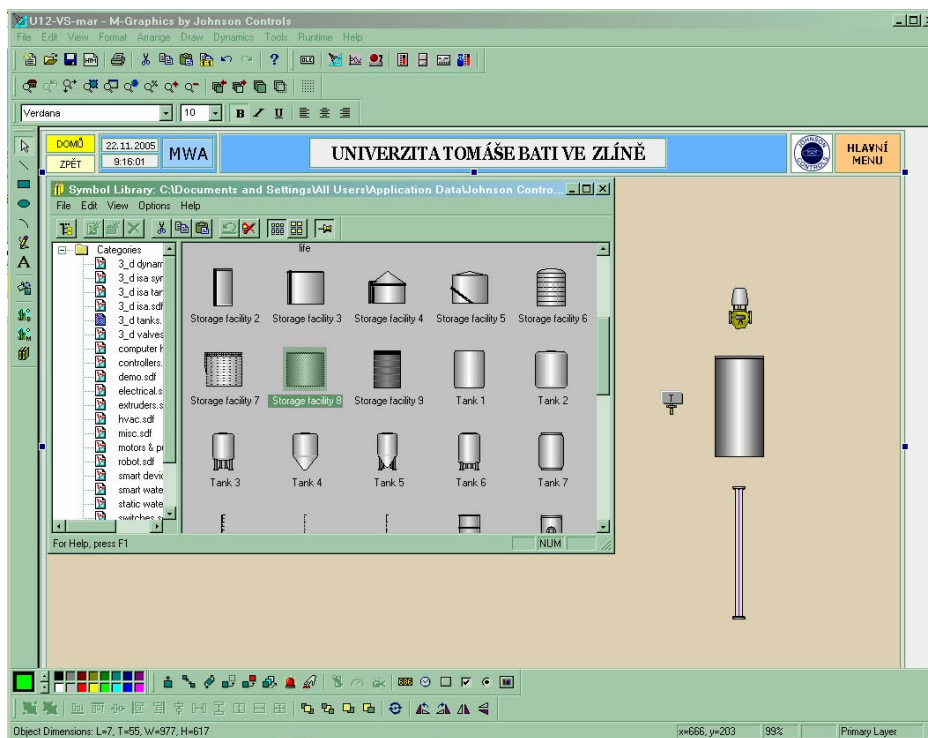 U12-VS-mar - M-Graphics by Johnson Controls
File Edit View Format Arrange Draw Dynamics Tools Runtime Help
Verdana 10 B I U
DOMŮ
ZPĚT
22.11.2005
9:16:01
MWA
UNIVERZITA TOMÁŠE BATI VE ZLÍNĚ
JOHNSON CONTROLS
HLAVNÍ
MENU
Symbol Library: C:\Documents and Settings\All Users\Application Data\Johnson Contro...
File Edit View Options Help
Categories
3_d dynam
3_d isa syr
3_d isa tar
3_d isa.sdf
3_d tanks.
3_d valves
computer h
controllers.
demo.sdf
electrical.s
extruders.s
hvac.sdf
misc.sdf
motors & pu
robot.sdf
smart devic
smart water
static wate
switches.s
life
Storage facility 2 Storage facility 3 Storage facility 4 Storage facility 5 Storage facility 6
Storage facility 7 Storage facility 8 Storage facility 9 Tank 1 Tank 2
Tank 3 Tank 4 Tank 5 Tank 6 Tank 7
For Help, press F1 NUM
T
A
Object Dimensions: L=7, T=55, W=977, H=617 x=666, y=203 99% Primary Layer